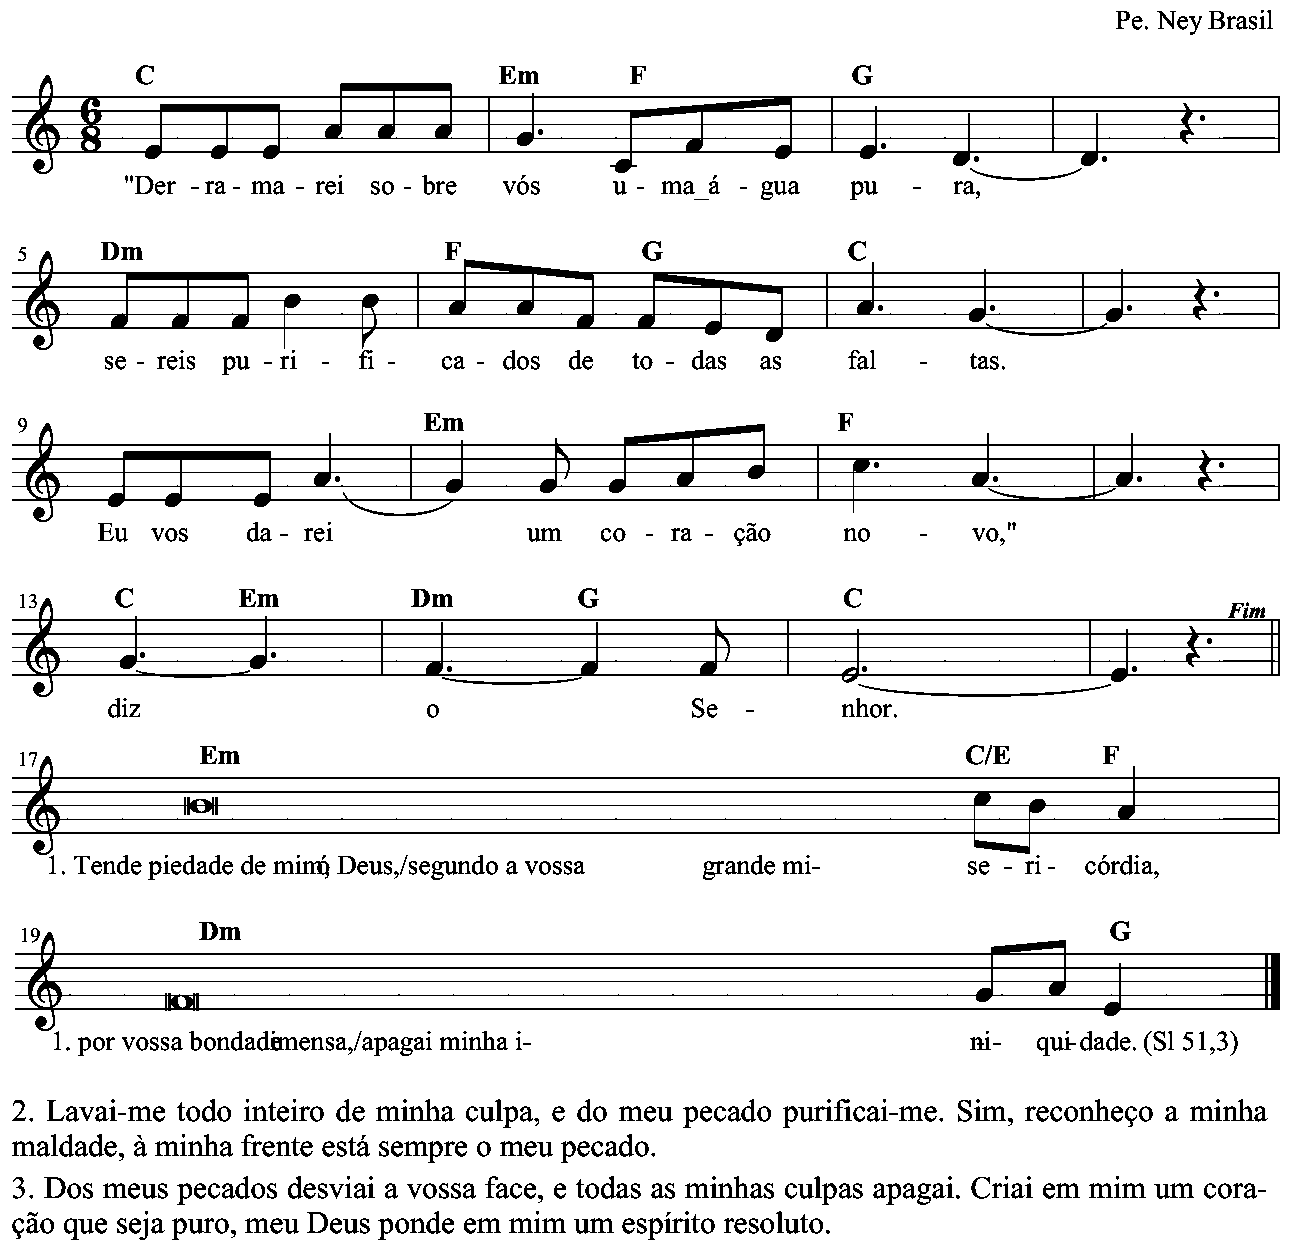 Pe. Ney Brasil
C Em F G
6
8
"Der - ra - ma - rei so - bre vós u - ma_á - gua pu - ra,
5 Dm F G C
se - reis pu - ri - fi - ca - dos de to - das as fal - tas.
9 Em F
Eu vos da - rei um co - ra - ção no - vo,"
13 C Em Dm G C Fim
diz o Se - nhor.
17 Em C/E F
1. Tende piedade de mim, ó Deus,/segundo a vossa grande mi- se - ri - córdia,
19 Dm G
1. por vossa bondade imensa,/apagai minha i- ni- qui-dade. (Sl 51,3)
2. Lavai-me todo inteiro de minha culpa, e do meu pecado purificai-me. Sim, reconheço a minha
maldade, à minha frente está sempre o meu pecado.
3. Dos meus pecados desviai a vossa face, e todas as minhas culpas apagai. Criai em mim um cora-
ção que seja puro, meu Deus ponde em mim um espírito resoluto.